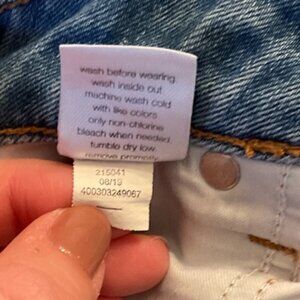 wash before wearing,
wash inside out
machine wash cold
with like colors
only non-chlorine
bleach when needed,
tumble dry low,
remove promptly
215041
08/19
400303249067